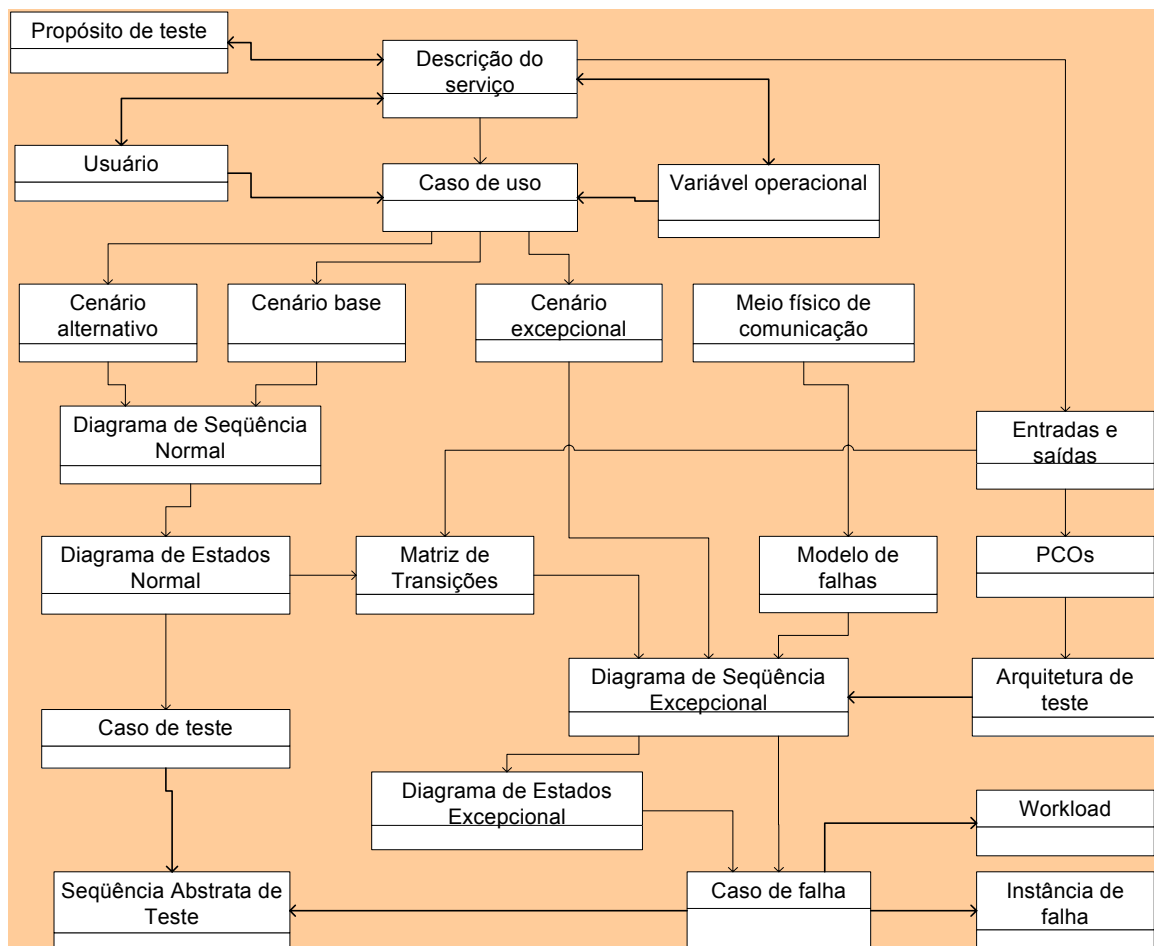 Propósito de teste
Descrição do
serviço
Usuário
Caso de uso
Variável operacional
Cenário
alternativo
Cenário base
Cenário
excepcional
Meio físico de
comunicação
Diagrama de Seqüência
Normal
Entradas e
saídas
Diagrama de Estados
Normal
Matriz de
Transições
Modelo de
falhas
PCOs
Diagrama de Seqüência
Excepcional
Arquitetura de
teste
Caso de teste
Diagrama de Estados
Excepcional
Workload
Seqüência Abstrata de
Teste
Caso de falha
Instância de
falha